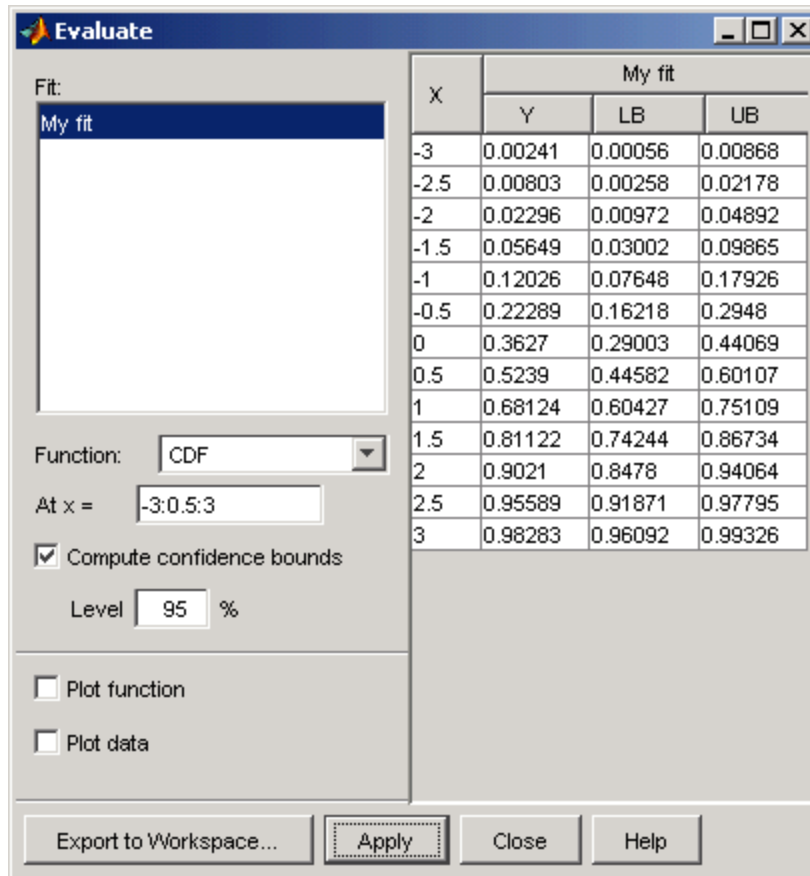 Evaluate
Fit:
My fit
Function: CDF
At x = -3:0.5:3
Compute confidence bounds
Level 95 %
Plot function
Plot data
X My fit
Y LB UB
-3 0.00241 0.00056 0.00868
-2.5 0.00803 0.00258 0.02178
-2 0.02296 0.00972 0.04892
-1.5 0.05649 0.03002 0.09865
-1 0.12026 0.07648 0.17926
-0.5 0.22289 0.16218 0.2948
0 0.3627 0.29003 0.44069
0.5 0.5239 0.44582 0.60107
1 0.68124 0.60427 0.75109
1.5 0.81122 0.74244 0.86734
2 0.9021 0.8478 0.94064
2.5 0.95589 0.91871 0.97795
3 0.98283 0.96092 0.99326
Export to Workspace... Apply Close Help